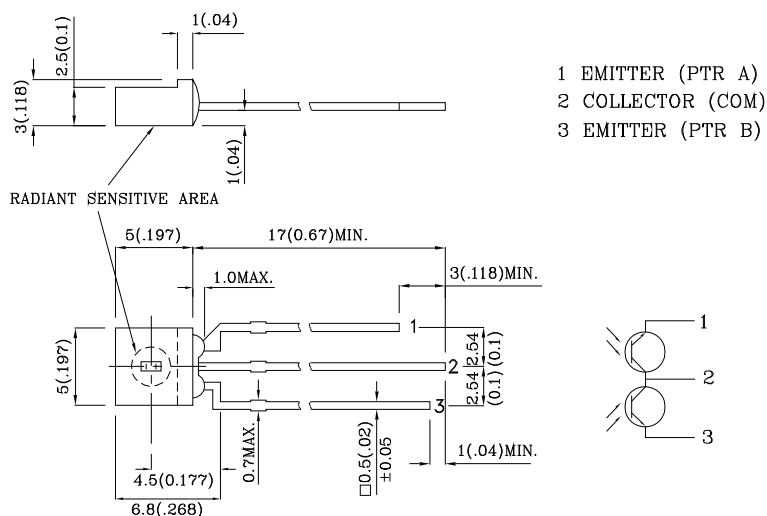 1(.04)
2.5(0.1)
3(.118)
1(.04)
1 EMITTER (PTR A)
2 COLLECTOR (COM)
3 EMITTER (PTR B)
RADIANT SENSITIVE AREA
5(.197)
17(0.67)MIN.
3(.118)MIN.
1.0MAX.
5(.197)
1
2
3
2.54
(0.1)
2.54
(0.1)
0.7MAX.
□0.5(.02)
±0.05
1(.04)MIN.
4.5(0.177)
6.8(.268)
1
2
3